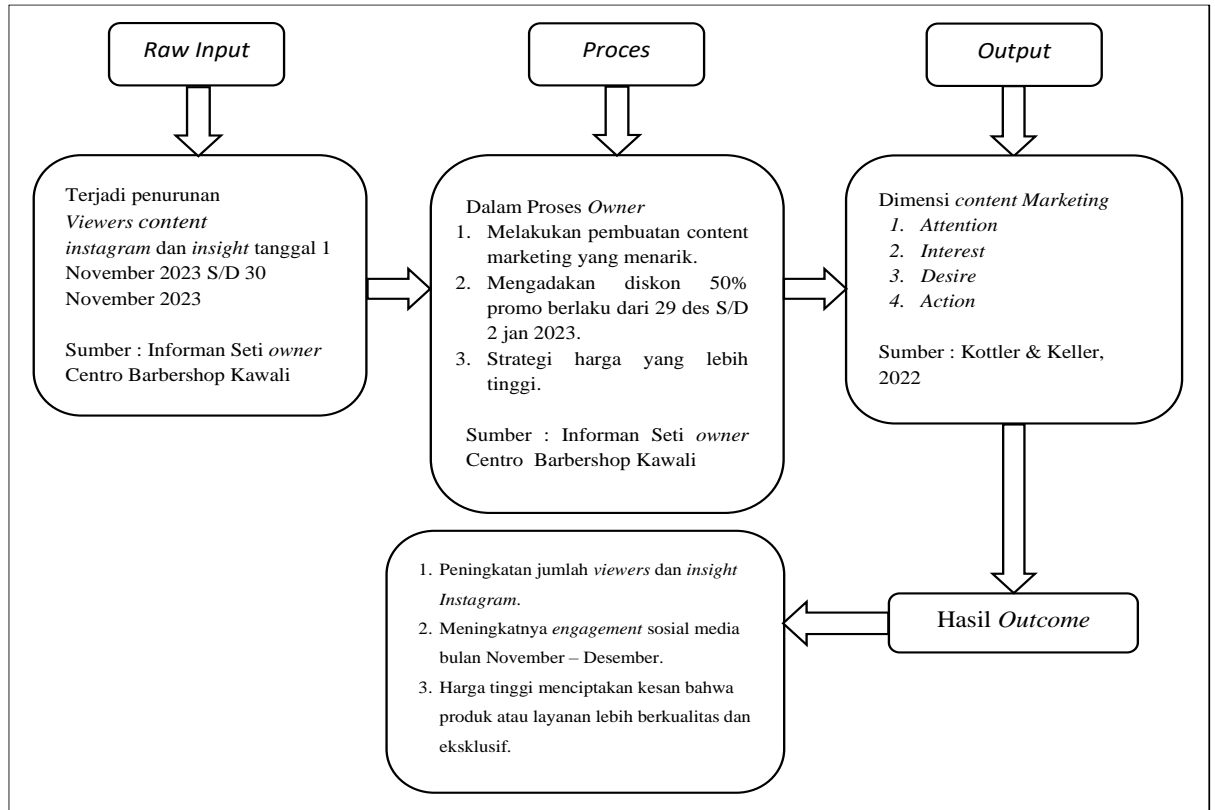 Raw Input
Proces
Output
Terjadi penurunan
Viewers content
instagram dan insight tanggal 1
November 2023 S/D 30
November 2023
Sumber : Informan Seti owner
Centro Barbershop Kawali
Dalam Proses Owner
1. Melakukan pembuatan content
marketing yang menarik.
2. Mengadakan diskon 50%
promo berlaku dari 29 des S/D
2 jan 2023.
3. Strategi harga yang lebih
tinggi.
Sumber : Informan Seti owner
Centro Barbershop Kawali
Dimensi content Marketing
1. Attention
2. Interest
3. Desire
4. Action
Sumber : Kottler & Keller,
2022
Hasil Outcome
1. Peningkatan jumlah viewers dan insight
Instagram.
2. Meningkatnya engagement sosial media
bulan November – Desember.
3. Harga tinggi menciptakan kesan bahwa
produk atau layanan lebih berkualitas dan
eksklusif.